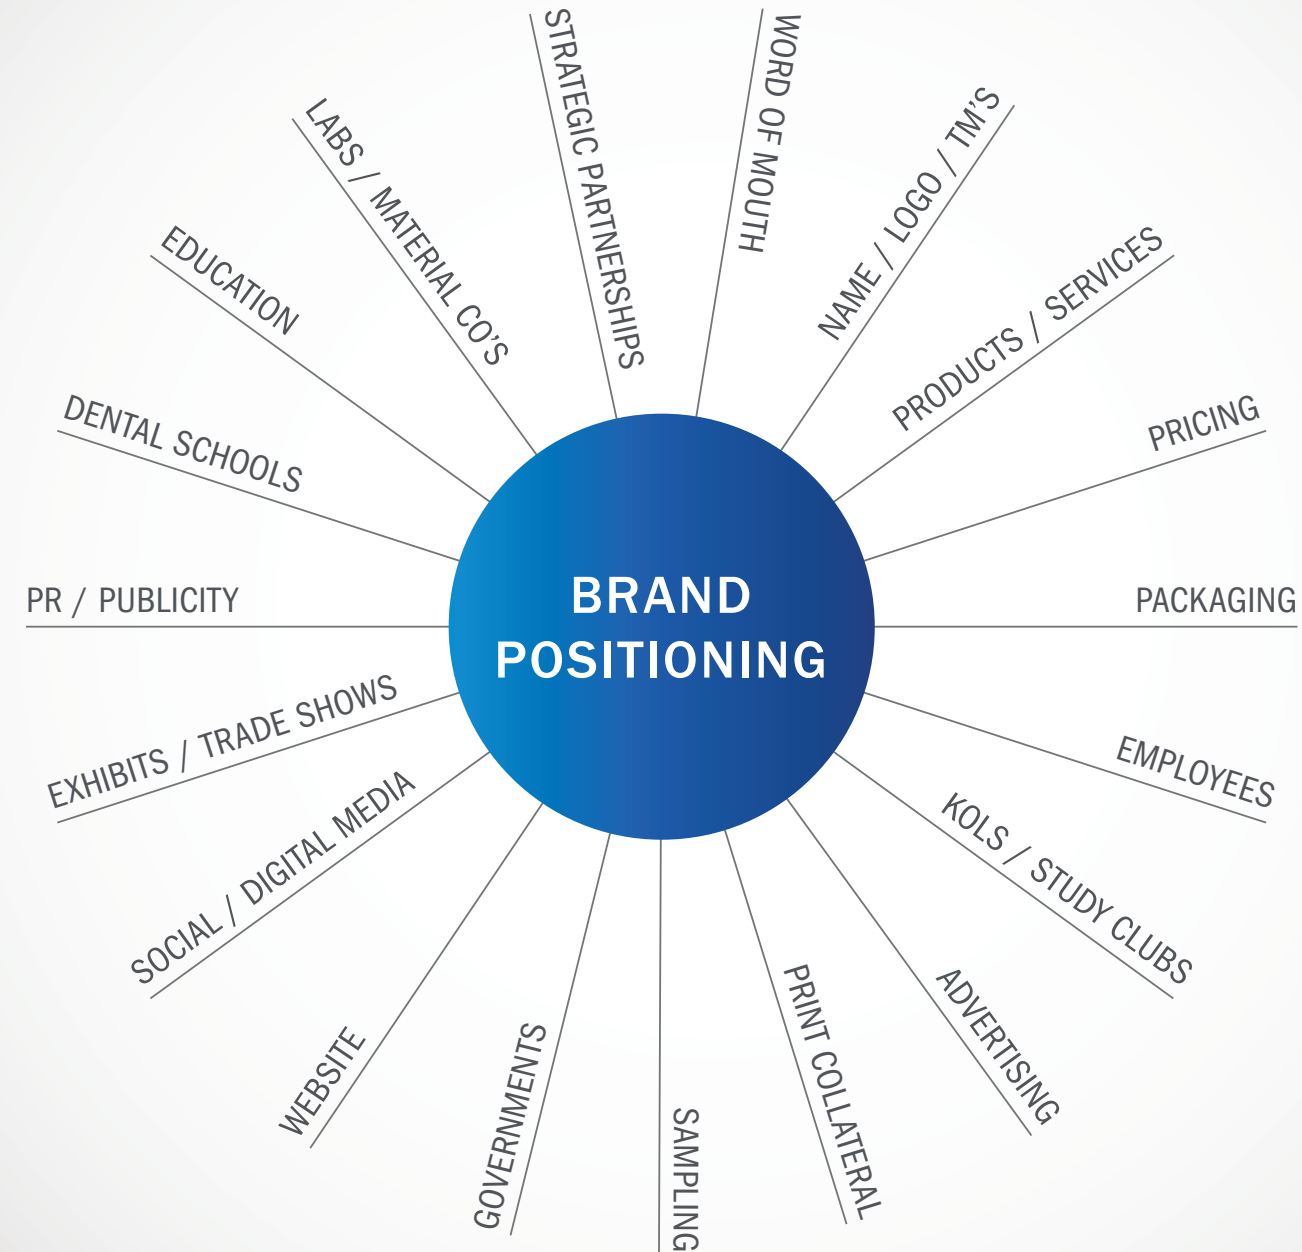 BRAND
POSITIONING
WORD OF MOUTH
NAME / LOGO / TM'S
PRODUCTS / SERVICES
PRICING
PACKAGING
EMPLOYEES
KOLS / STUDY CLUBS
ADVERTISING
PRINT COLLATERAL
SAMPLING
GOVERNMENTS
WEBSITE
SOCIAL / DIGITAL MEDIA
EXHIBITS / TRADE SHOWS
PR / PUBLICITY
DENTAL SCHOOLS
EDUCATION
LABS / MATERIAL CO'S
STRATEGIC PARTNERSHIPS